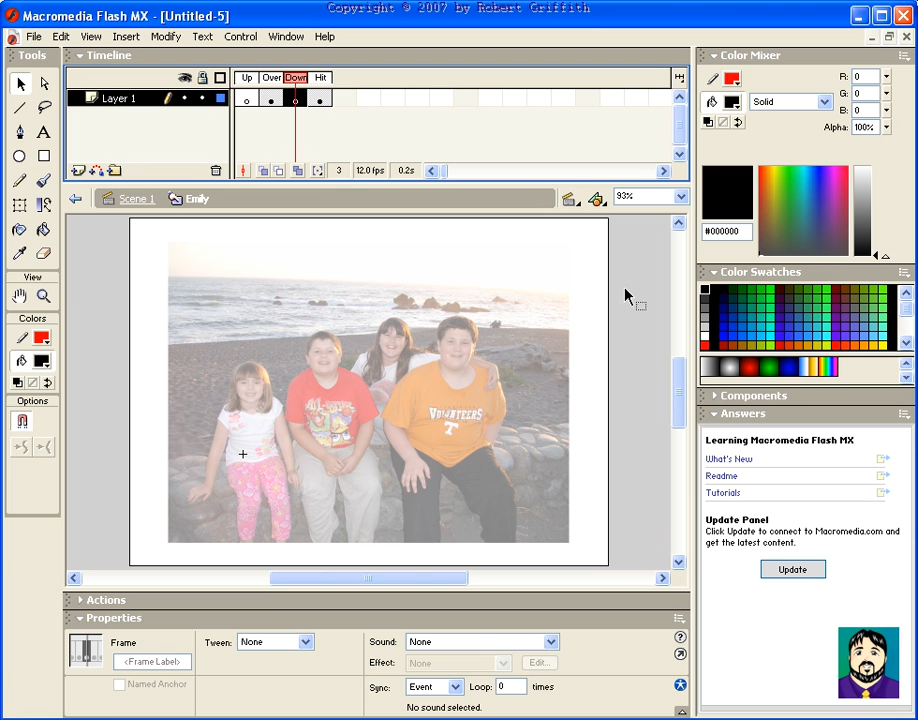 Copyright © 2007 by Robert Griffith
Macromedia Flash MX - [Untitled-5]
File Edit View Insert Modify Text Control Window Help
Tools
Timeline
Up Over Down Hit
Layer 1
3 12.0 fps 0.2s
Scene 1 Emily 93%
View
Colors
Options
VOLUNTEERS
T
Actions
Properties
Frame
<Frame Label>
Named Anchor
Tween: None
Sound: None
Effect: None Edit...
Sync: Event Loop: 0 times
No sound selected.
Color Mixer
Solid
R: 0
G: 0
B: 0
Alpha: 100%
#000000
Color Swatches
Components
Answers
Learning Macromedia Flash MX
What's New
Readme
Tutorials
Update Panel
Click Update to connect to Macromedia.com and
get the latest content.
Update